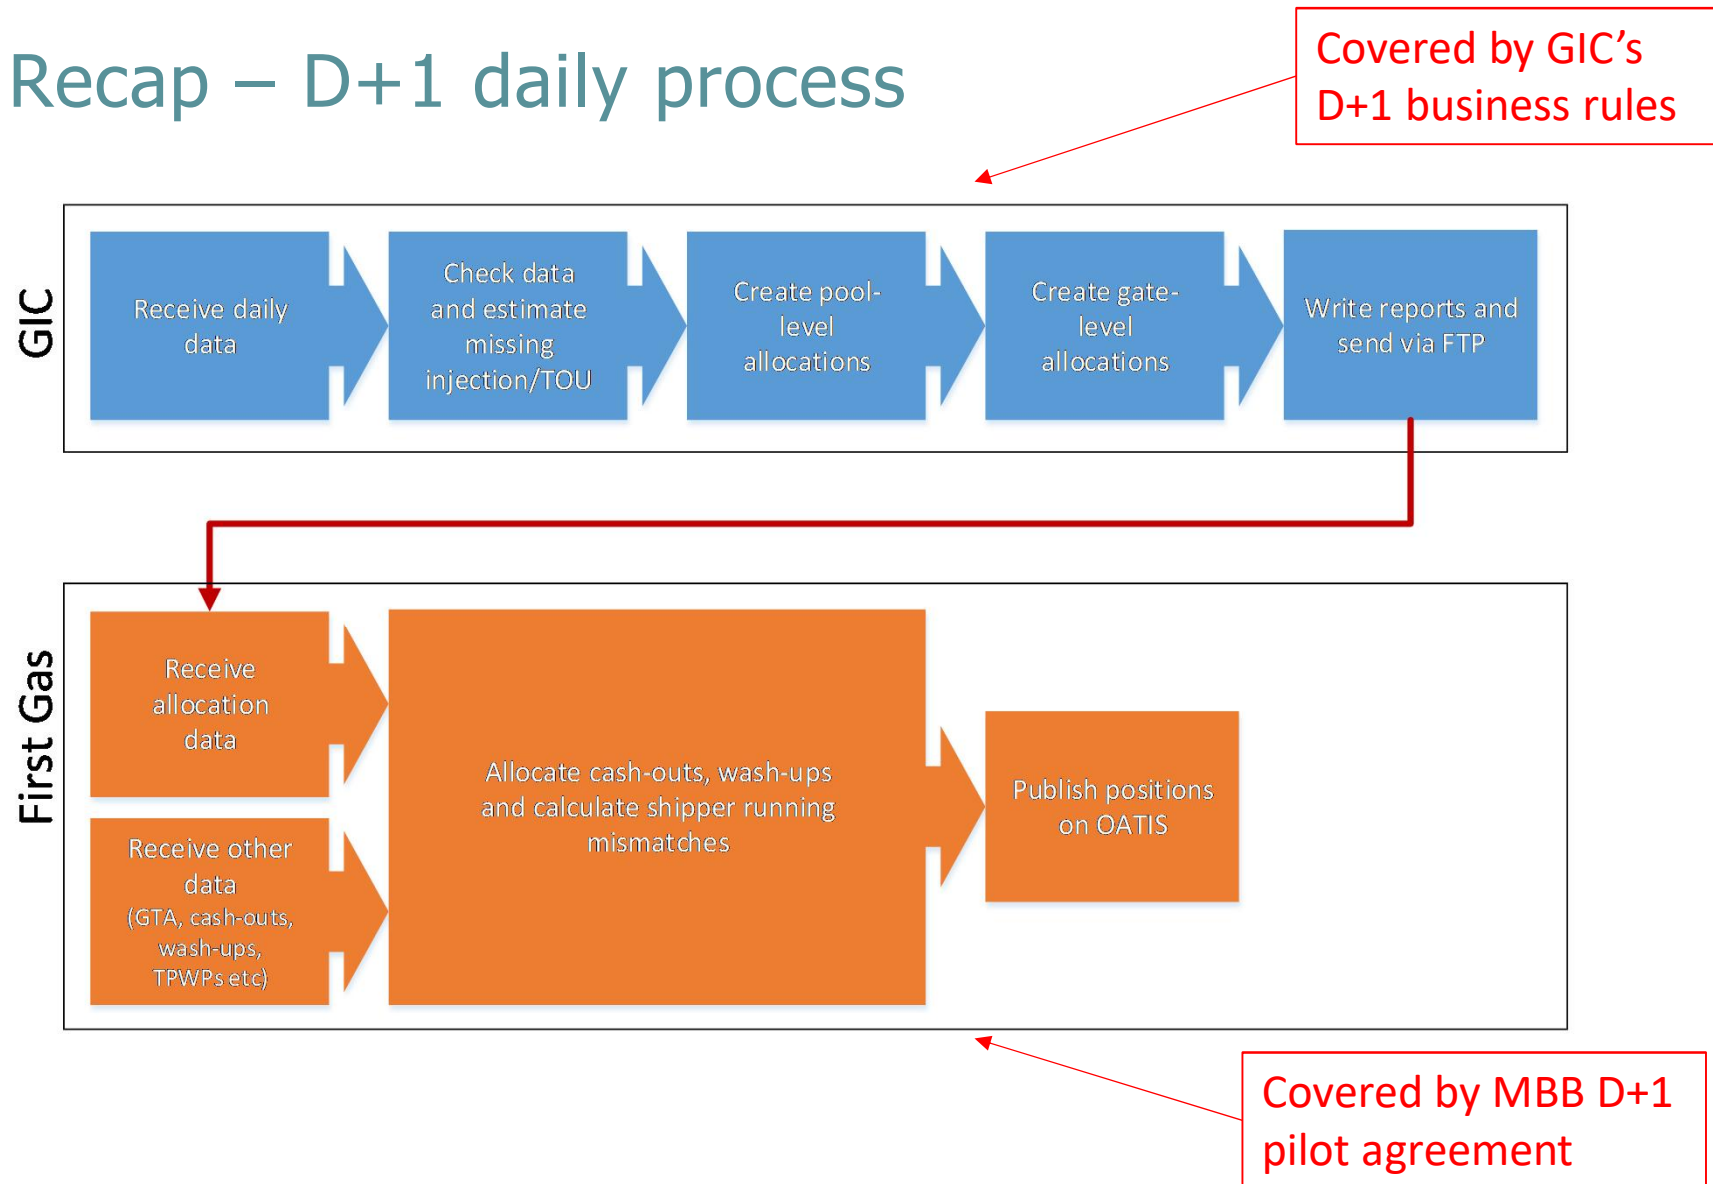 Recap – D+1 daily process
Covered by GIC’s
D+1 business rules
GIC
Receive daily
data
Check data
and estimate
missing
injection/TOU
Create pool-
level
allocations
Create gate-
level
allocations
Write reports and
send via FTP
First Gas
Receive
allocation
data
Receive other
data
(GTA, cash-outs,
wash-ups,
TPWPs etc)
Allocate cash-outs, wash-ups
and calculate shipper running
mismatches
Publish positions
on OATIS
Covered by MBB D+1
pilot agreement